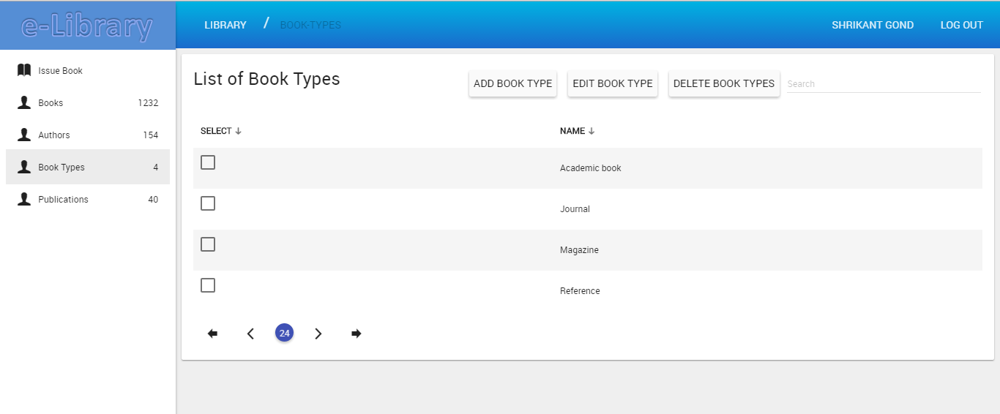 e-Library
LIBRARY / BOOK-TYPES
SHRIKANT GOND
LOG OUT
Issue Book
Books 1232
Authors 154
Book Types 4
Publications 40
List of Book Types
ADD BOOK TYPE
EDIT BOOK TYPE
DELETE BOOK TYPES
Search
SELECT NAME
Academic book
Journal
Magazine
Reference
24